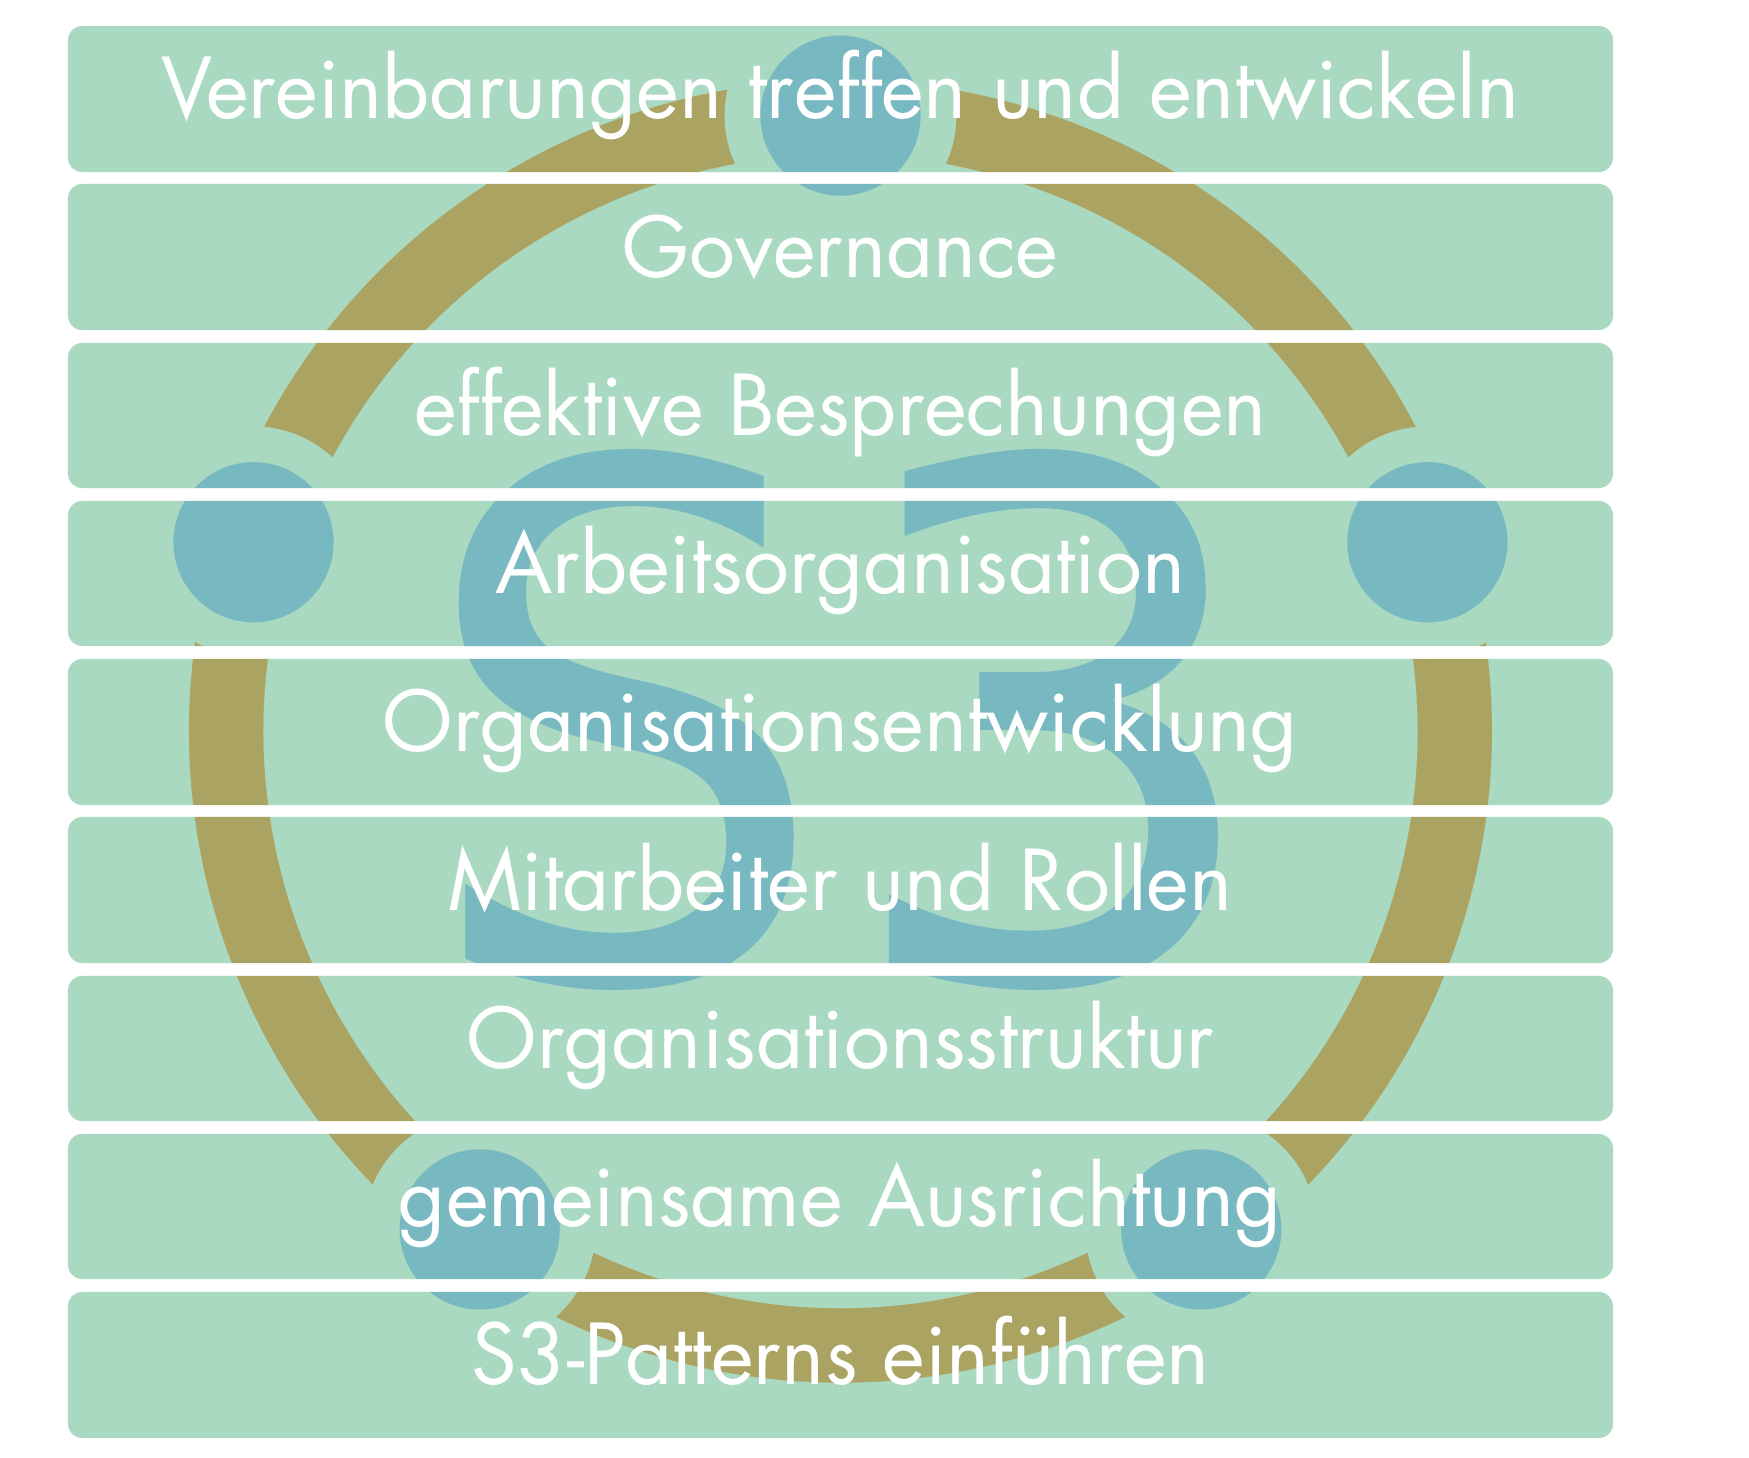 Vereinbarungen treffen und entwickeln
Governance
effektive Besprechungen
S3
Arbeitsorganisation
Organisationsentwicklung
Mitarbeiter und Rollen
Organisationsstruktur
gemeinsame Ausrichtung
S3-Patterns einführen